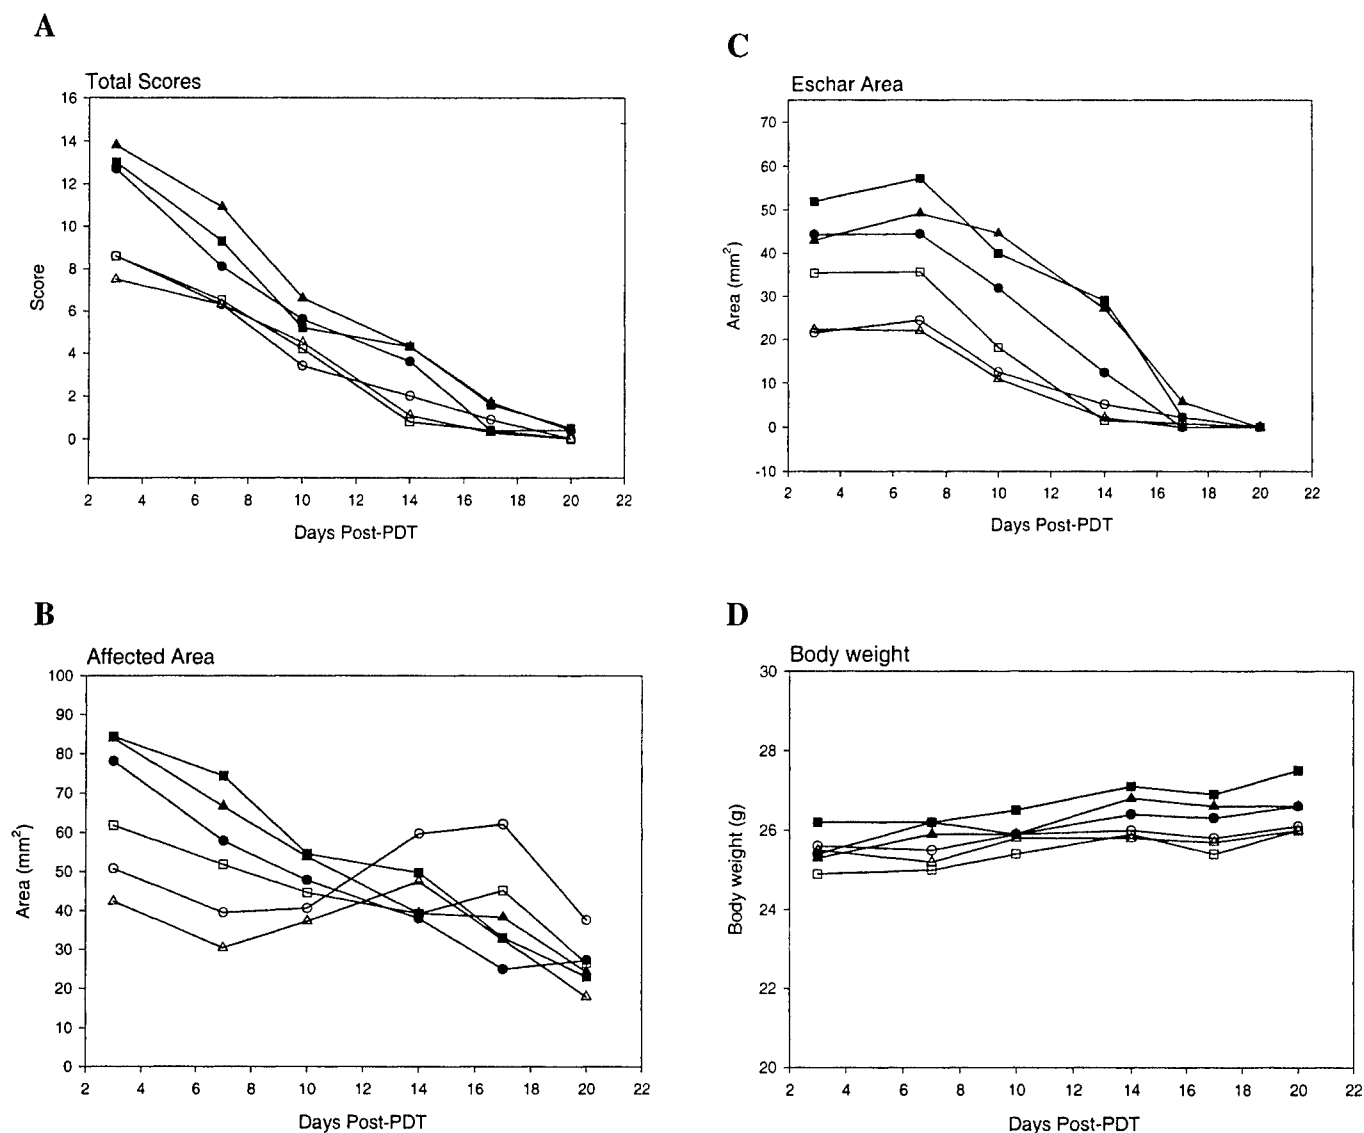 A
Total Scores
16
14
12
10
8
6
4
2
0
Score
2 4 6 8 10 12 14 16 18 20 22
Days Post-PDT
B
Affected Area
100
90
80
70
60
50
40
30
20
10
0
Area (mm²)
2 4 6 8 10 12 14 16 18 20 22
Days Post-PDT
C
Eschar Area
70
60
50
40
30
20
10
0
-10
Area (mm²)
2 4 6 8 10 12 14 16 18 20 22
Days Post-PDT
D
Body weight
30
28
26
24
22
20
Body weight (g)
2 4 6 8 10 12 14 16 18 20 22
Days Post-PDT